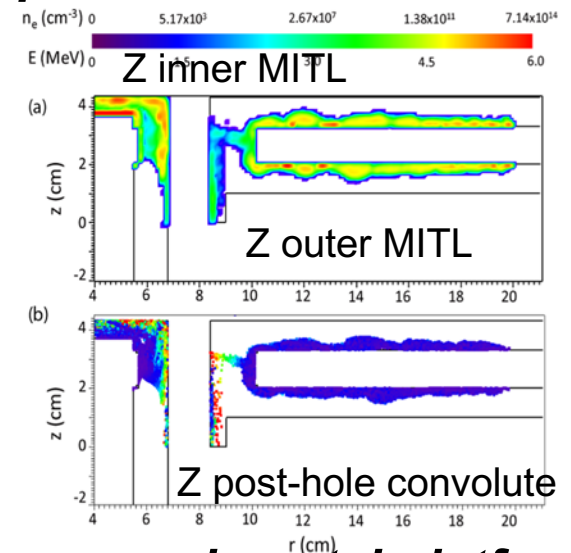 nₑ (cm⁻³) 0 5.17x10³ 2.67x10⁷ 1.38x10¹¹ 7.14x10¹⁴
E (MeV) 0 1.5 3.0 4.5 6.0
Z inner MITL
(a)
z (cm)
4
2
0
-2
Z outer MITL
4 6 8 10 12 14 16 18 20
(b)
z (cm)
4
2
0
-2
Z post-hole convolute
4 6 8 10 12 14 16 18 20
r (cm)